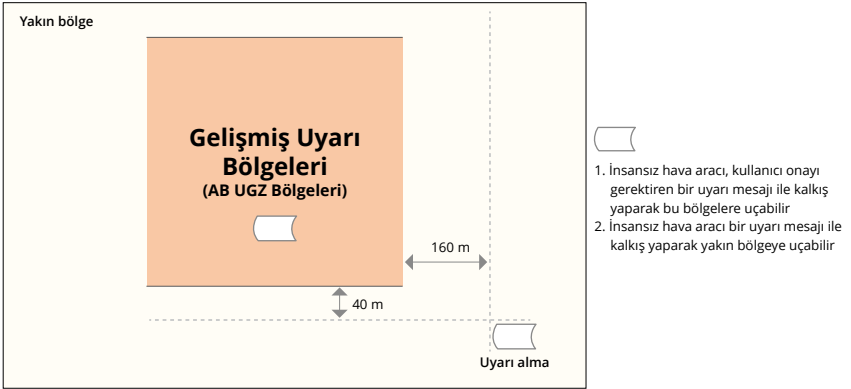 Yakın bölge
Gelişmiş Uyarı
Bölgeleri
(AB UGZ Bölgeleri)
160 m
40 m
Uyarı alma
1. İnsansız hava aracı, kullanıcı onayı
gerektiren bir uyarı mesajı ile kalkış
yaparak bu bölgelere uçabilir
2. İnsansız hava aracı bir uyarı mesajı ile
kalkış yaparak yakın bölgeye uçabilir